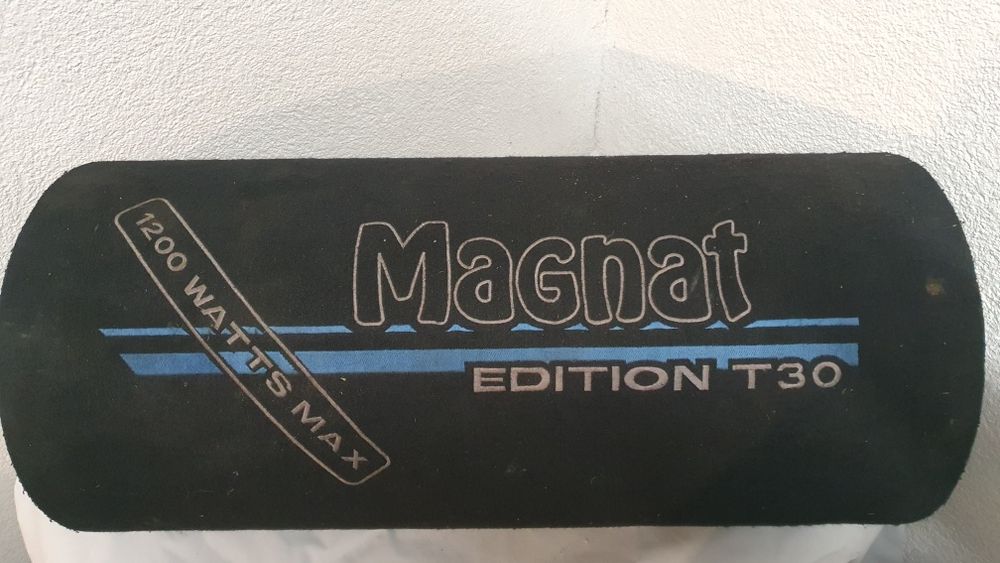 1200 WATTS MAX
Magnat
EDITION T30